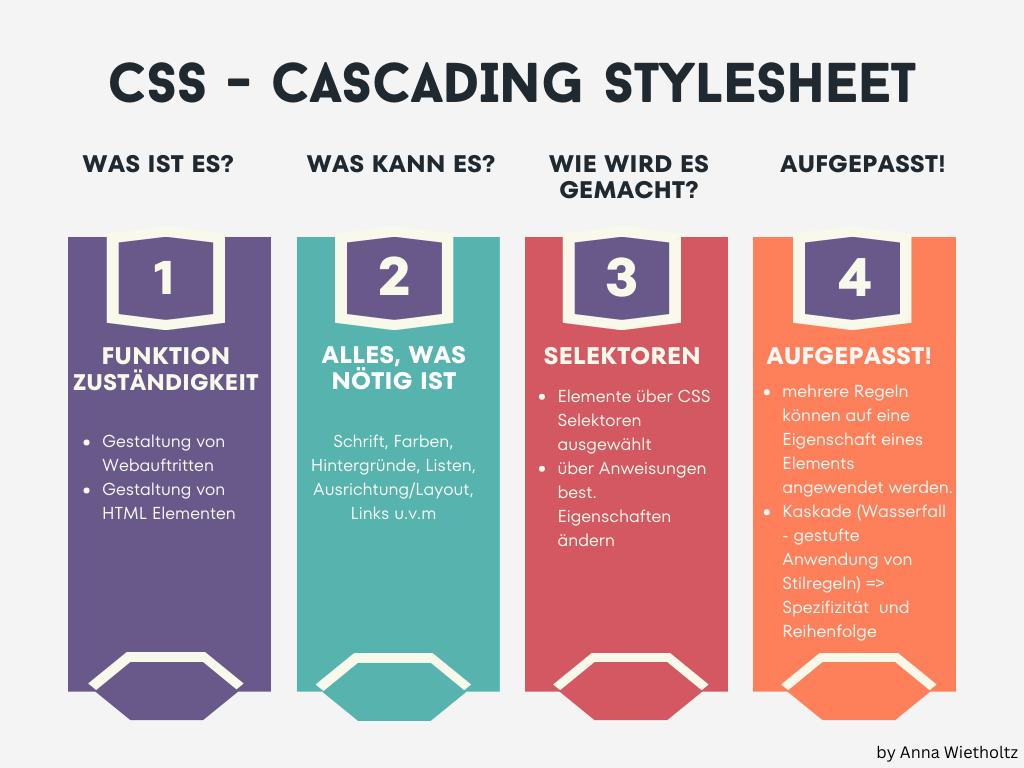 CSS - CASCADING STYLESHEET
WAS IST ES?
1
FUNKTION
ZUSTÄNDIGKEIT
• Gestaltung von
Webauftritten
• Gestaltung von
HTML Elementen
WAS KANN ES?
2
ALLES, WAS
NÖTIG IST
Schrift, Farben,
Hintergründe, Listen,
Ausrichtung/Layout,
Links u.v.m
WIE WIRD ES
GEMACHT?
3
SELEKTOREN
• Elemente über CSS
Selektoren
ausgewählt
• über Anweisungen
best.
Eigenschaften
ändern
AUFGEPASST!
4
AUFGEPASST!
• mehrere Regeln
können auf eine
Eigenschaft eines
Elements
angewendet werden.
• Kaskade (Wasserfall
- gestufte
Anwendung von
Stilregeln) =>
Spezifizität und
Reihenfolge
by Anna Wietholtz